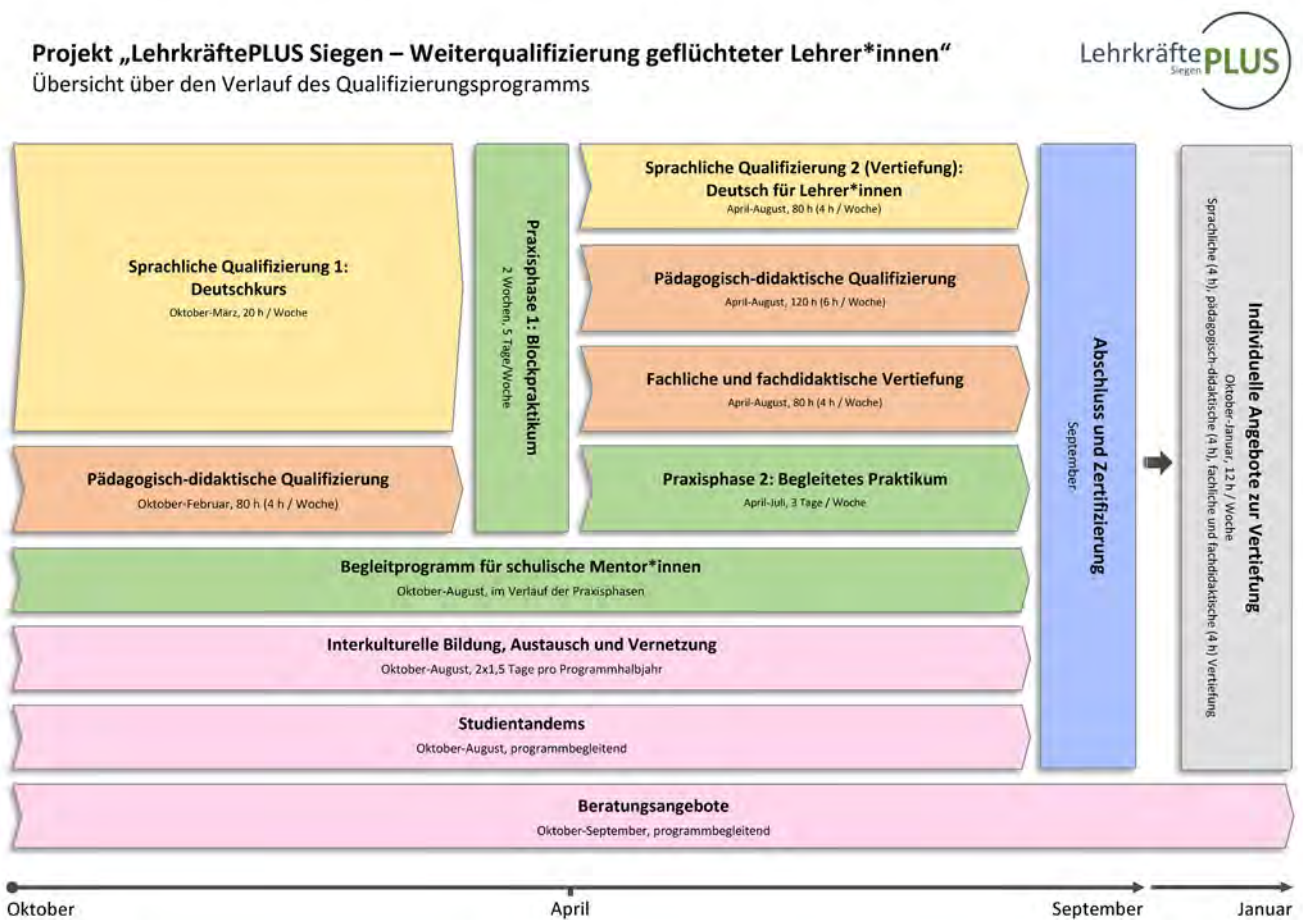 Projekt „LehrkräftePLUS Siegen – Weiterqualifizierung geflüchteter Lehrer*innen“
Übersicht über den Verlauf des Qualifizierungsprogramms
Lehrkräfte PLUS
Siegen
Sprachliche Qualifizierung 1:
Deutschkurs
Oktober-März, 20 h / Woche
Pädagogisch-didaktische Qualifizierung
Oktober-Februar, 80 h (4 h / Woche)
Praxisphase 1: Blockpraktikum
2 Wochen, 5 Tage/Woche
Sprachliche Qualifizierung 2 (Vertiefung):
Deutsch für Lehrer*innen
April-August, 80 h (4 h / Woche)
Pädagogisch-didaktische Qualifizierung
April-August, 120 h (6 h / Woche)
Fachliche und fachdidaktische Vertiefung
April-August, 80 h (4 h / Woche)
Praxisphase 2: Begleitetes Praktikum
April-Juli, 3 Tage / Woche
Begleitprogramm für schulische Mentor*innen
Oktober-August, im Verlauf der Praxisphasen
Interkulturelle Bildung, Austausch und Vernetzung
Oktober-August, 2x1,5 Tage pro Programmhalbjahr
Studientandems
Oktober-August, programmbegleitend
Abschluss und Zertifizierung
September
Individuelle Angebote zur Vertiefung
Oktober-Januar, 12 h / Woche
Sprachliche (4 h), pädagogisch-didaktische (4 h), fachliche und fachdidaktische (4 h) Vertiefung
Beratungsangebote
Oktober-September, programmbegleitend
Oktober
April
September
Januar